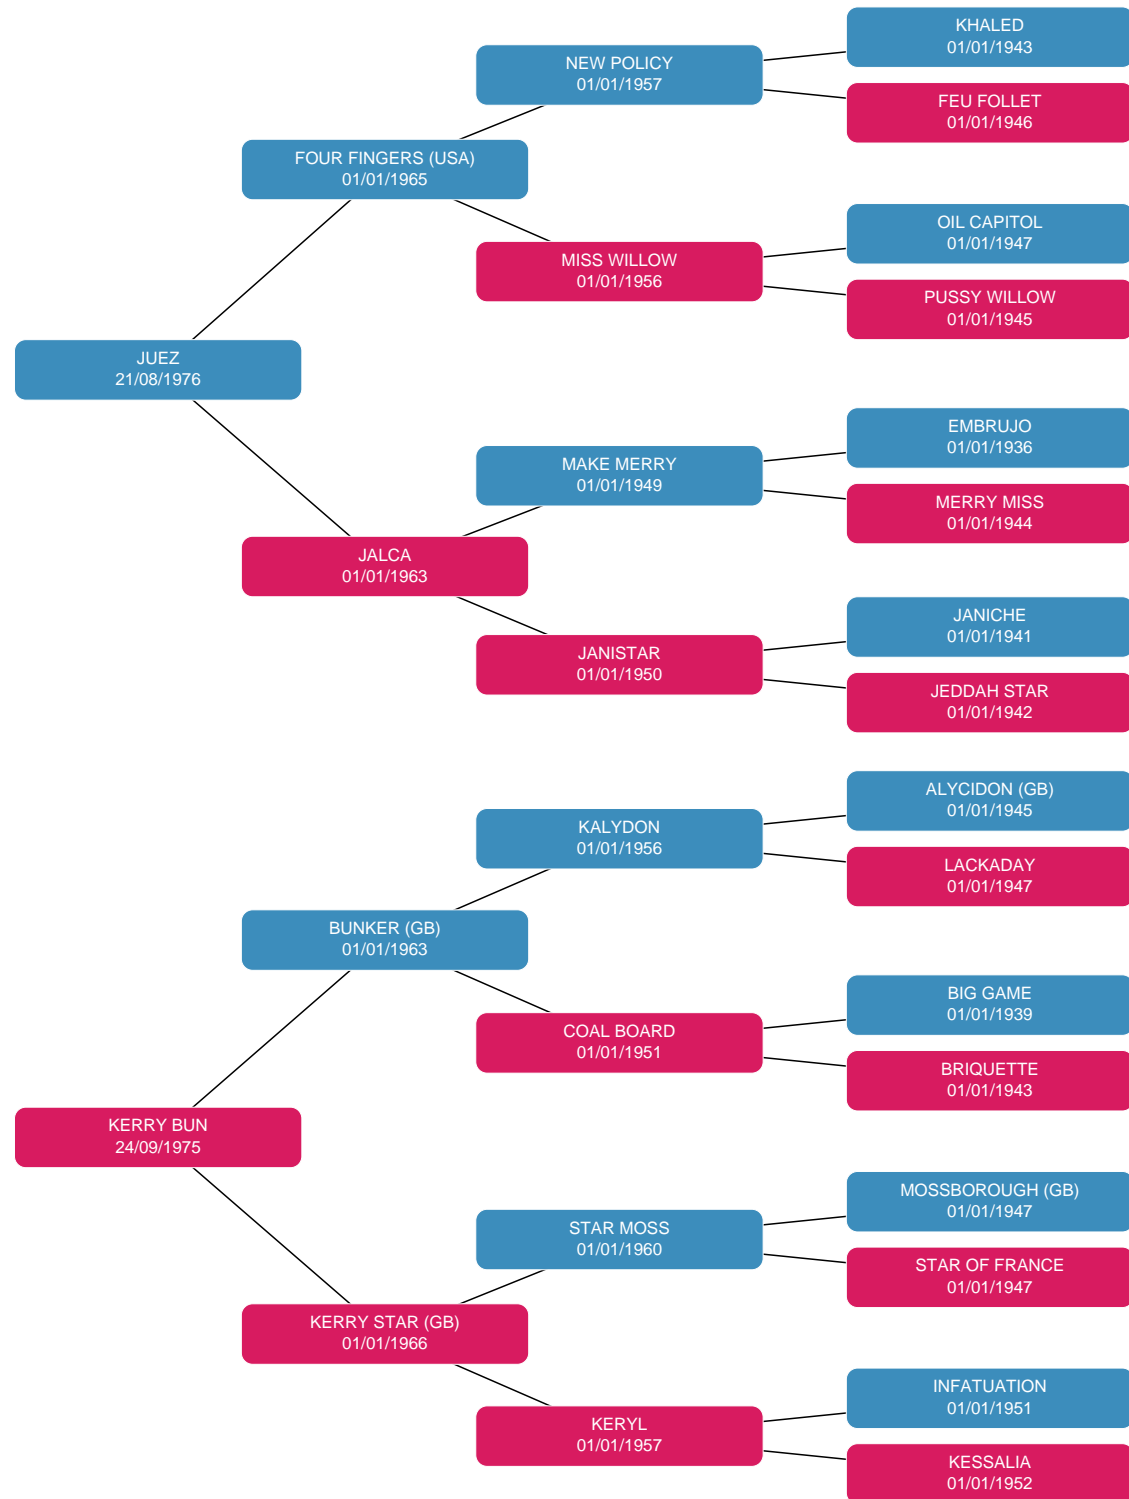 KHALED
01/01/1943
NEW POLICY
01/01/1957
FEU FOLLET
01/01/1946
FOUR FINGERS (USA)
01/01/1965
OIL CAPITOL
01/01/1947
MISS WILLOW
01/01/1956
PUSSY WILLOW
01/01/1945
JUEZ
21/08/1976
EMBRUJO
01/01/1936
MAKE MERRY
01/01/1949
MERRY MISS
01/01/1944
JALCA
01/01/1963
JANICHE
01/01/1941
JANISTAR
01/01/1950
JEDDAH STAR
01/01/1942
ALYCIDON (GB)
01/01/1945
KALYDON
01/01/1956
LACKADAY
01/01/1947
BUNKER (GB)
01/01/1963
BIG GAME
01/01/1939
COAL BOARD
01/01/1951
BRIQUETTE
01/01/1943
KERRY BUN
24/09/1975
MOSSBOROUGH (GB)
01/01/1947
STAR MOSS
01/01/1960
STAR OF FRANCE
01/01/1947
KERRY STAR (GB)
01/01/1966
INFATUATION
01/01/1951
KERYL
01/01/1957
KESSALIA
01/01/1952